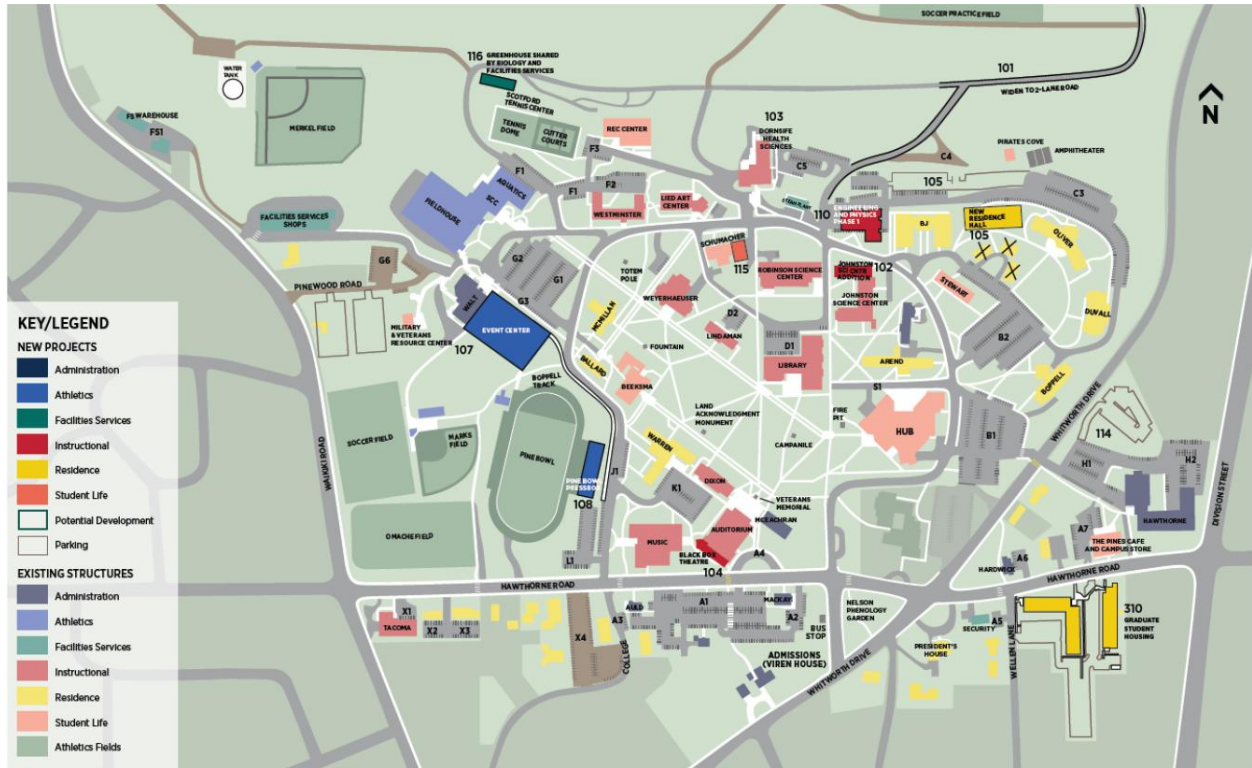 SOCCER PRACTICE FIELD
116
GREENHOUSE SHARED
BY BIOLOGY AND
FACILITIES SERVICES
101
WIDEN TO 2-LANE ROAD
N
WATER
TANK
MERKEL FIELD
FS WAREHOUSE
FS1
SCOTFORD
TENNIS CENTER
TENNIS
DOME
CUTTER
COURTS
REC CENTER
F3
103
DORNSIFE
HEALTH
SCIENCES
C5
C4
PIRATES COVE
AMPHITHEATER
105
C3
F1
F1
F2
AQUATICS
SCC
FIELDHOUSE
WESTMINSTER
LIED ART
CENTER
STEAM PLANT
110
ENGINEERING
AND PHYSICS
PHASE 1
BJ
NEW
RESIDENCE
HALL
105
OLIVER
FACILITIES SERVICES
SHOPS
G6
PINEWOOD ROAD
G2
G1
G3
TOTEM
POLE
SCHUMACHER
115
ROBINSON SCIENCE
CENTER
102
JOHNSTON
SCI CNTR
ADDITION
JOHNSTON
SCIENCE CENTER
STEWART
DUVALL
WALT
EVENT CENTER
107
MILITARY
& VETERANS
RESOURCE CENTER
MCMILLAN
WEYERHAEUSER
D2
LINDAMAN
FOUNTAIN
D1
LIBRARY
AREND
B2
BOPPELL
BALLARD
BEEKSMA
BOPPELL
TRACK
S1
WHITWORTH DRIVE
LAND
ACKNOWLEDGMENT
MONUMENT
FIRE
PIT
HUB
WAIKIKI ROAD
SOCCER FIELD
MARKS
FIELD
PINE BOWL
WARREN
CAMPANILE
B1
114
H1
H2
DIVISION STREET
PINE BOWL
PRESSBOX
108
J1
K1
DIXON
VETERANS
MEMORIAL
MCEACHRAN
AUDITORIUM
HAWTHORNE
OMACHE FIELD
MUSIC
BLACK BOX
THEATRE
104
A4
A7
THE PINES CAFE
AND CAMPUS STORE
A6
HARDWICK
L1
HAWTHORNE ROAD
HAWTHORNE ROAD
X1
TACOMA
X2
X3
X4
A3
AULD
A1
MACKAY
A2
BUS
STOP
NELSON
PHENOLOGY
GARDEN
COLLEGE
ADMISSIONS
(VIREN HOUSE)
WHITWORTH DRIVE
PRESIDENT'S
HOUSE
A5
SECURITY
WELLEN LANE
310
GRADUATE
STUDENT
HOUSING
KEY/LEGEND
NEW PROJECTS
Administration
Athletics
Facilities Services
Instructional
Residence
Student Life
Potential Development
Parking
EXISTING STRUCTURES
Administration
Athletics
Facilities Services
Instructional
Residence
Student Life
Athletics Fields